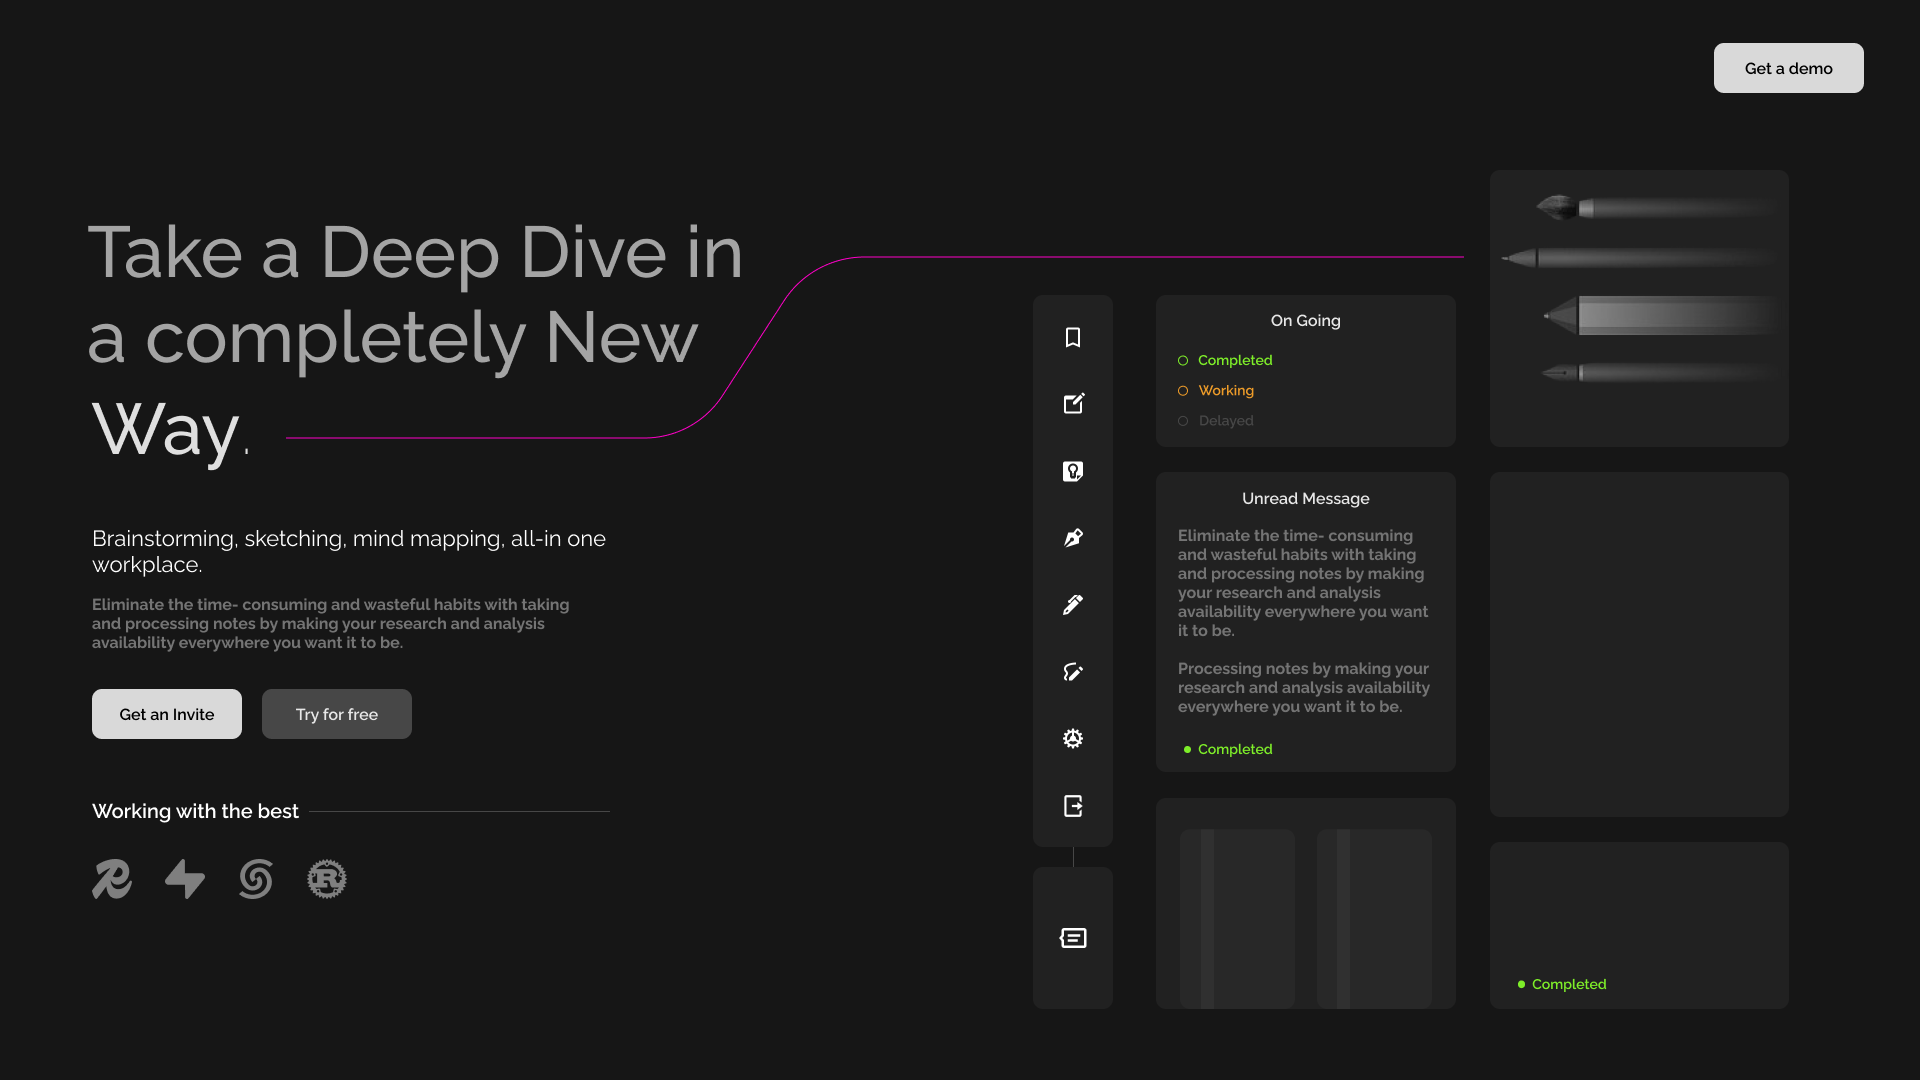 Get a demo
Take a Deep Dive in
a completely New
Way.
Brainstorming, sketching, mind mapping, all-in one
workplace.
Eliminate the time- consuming and wasteful habits with taking
and processing notes by making your research and analysis
availability everywhere you want it to be.
Get an Invite
Try for free
Working with the best
R
On Going
Completed
Working
Delayed
Unread Message
Eliminate the time- consuming
and wasteful habits with taking
and processing notes by making
your research and analysis
availability everywhere you want
it to be.
Processing notes by making your
research and analysis availability
everywhere you want it to be.
Completed
Completed